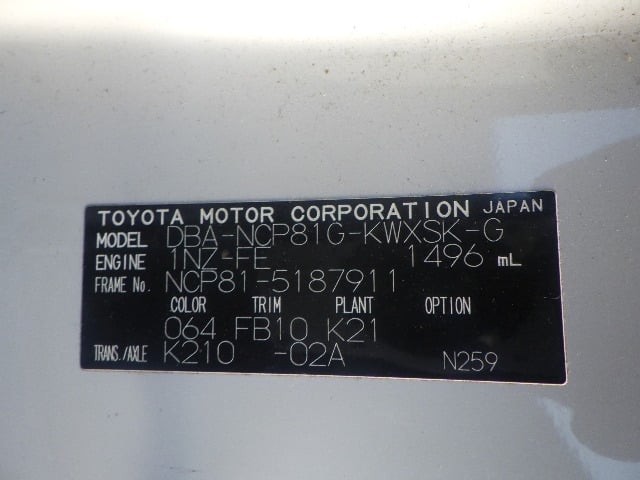 TOYOTA MOTOR CORPORATION JAPAN
MODEL DBA-NCP81G-KWXSK-G
ENGINE 1NZ-FE 1496 mL
FRAME No. NCP81-5187911
COLOR TRIM PLANT OPTION
064 FB10 K21
TRANS./AXLE K210 -02A N259